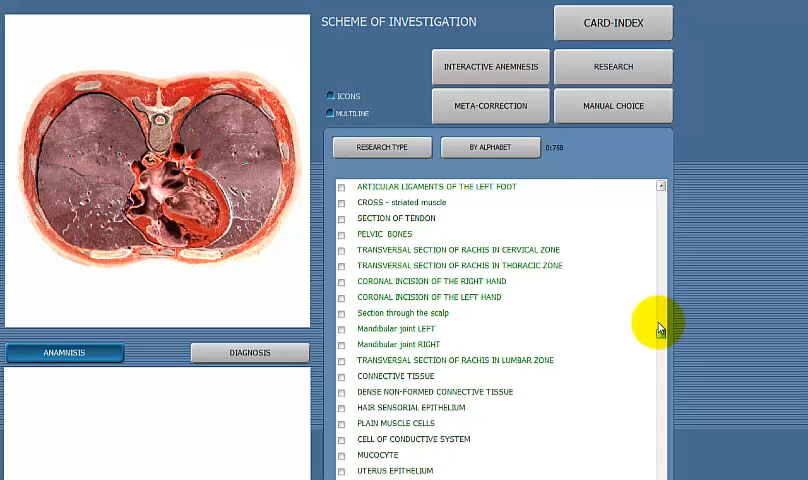 SCHEME OF INVESTIGATION
CARD-INDEX
INTERACTIVE ANEMNESIS
RESEARCH
ICONS
META-CORRECTION
MANUAL CHOICE
MULTILINE
RESEARCH TYPE
BY ALPHABET
0:758
ARTICULAR LIGAMENTS OF THE LEFT FOOT
CROSS - striated muscle
SECTION OF TENDON
PELVIC BONES
TRANSVERSAL SECTION OF RACHIS IN CERVICAL ZONE
TRANSVERSAL SECTION OF RACHIS IN THORACIC ZONE
CORONAL INCISION OF THE RIGHT HAND
CORONAL INCISION OF THE LEFT HAND
Section through the scalp
Mandibular joint LEFT
Mandibular joint RIGHT
TRANSVERSAL SECTION OF RACHIS IN LUMBAR ZONE
CONNECTIVE TISSUE
DENSE NON-FORMED CONNECTIVE TISSUE
HAIR SENSORIAL EPITHELIUM
PLAIN MUSCLE CELLS
CELL OF CONDUCTIVE SYSTEM
MUCOCYTE
UTERUS EPITHELIUM
ANAMNISIS
DIAGNOSIS